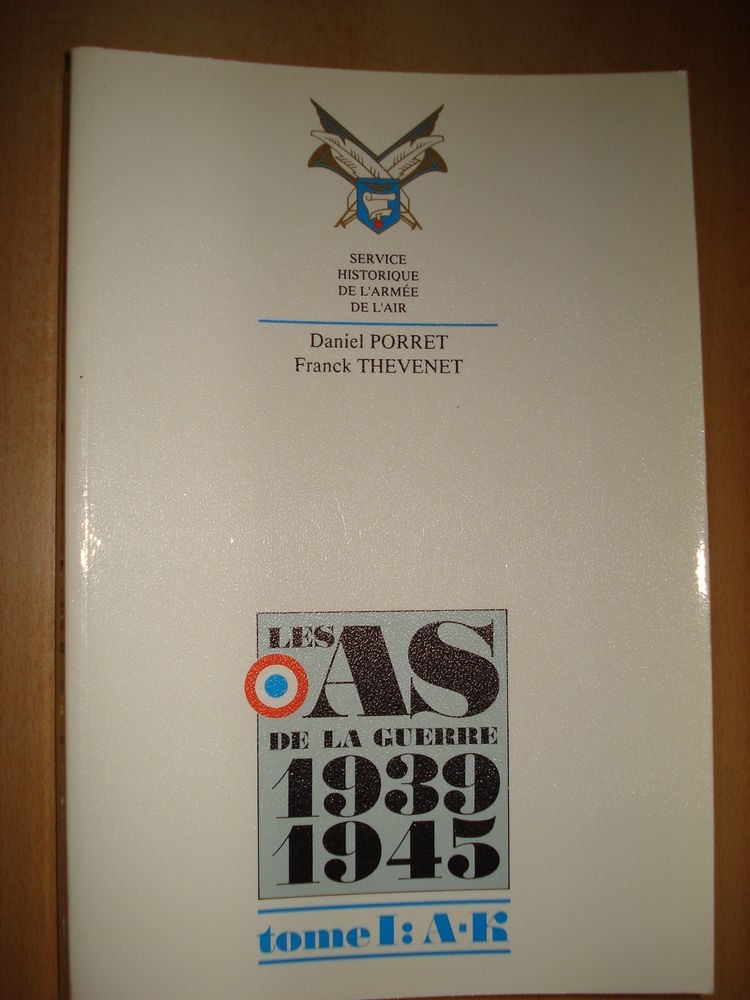 SERVICE
HISTORIQUE
DE L'ARMÉE
DE L'AIR
Daniel PORRET
Franck THEVENET
LES AS
DE LA GUERRE
1939
1945
tome I: A-K